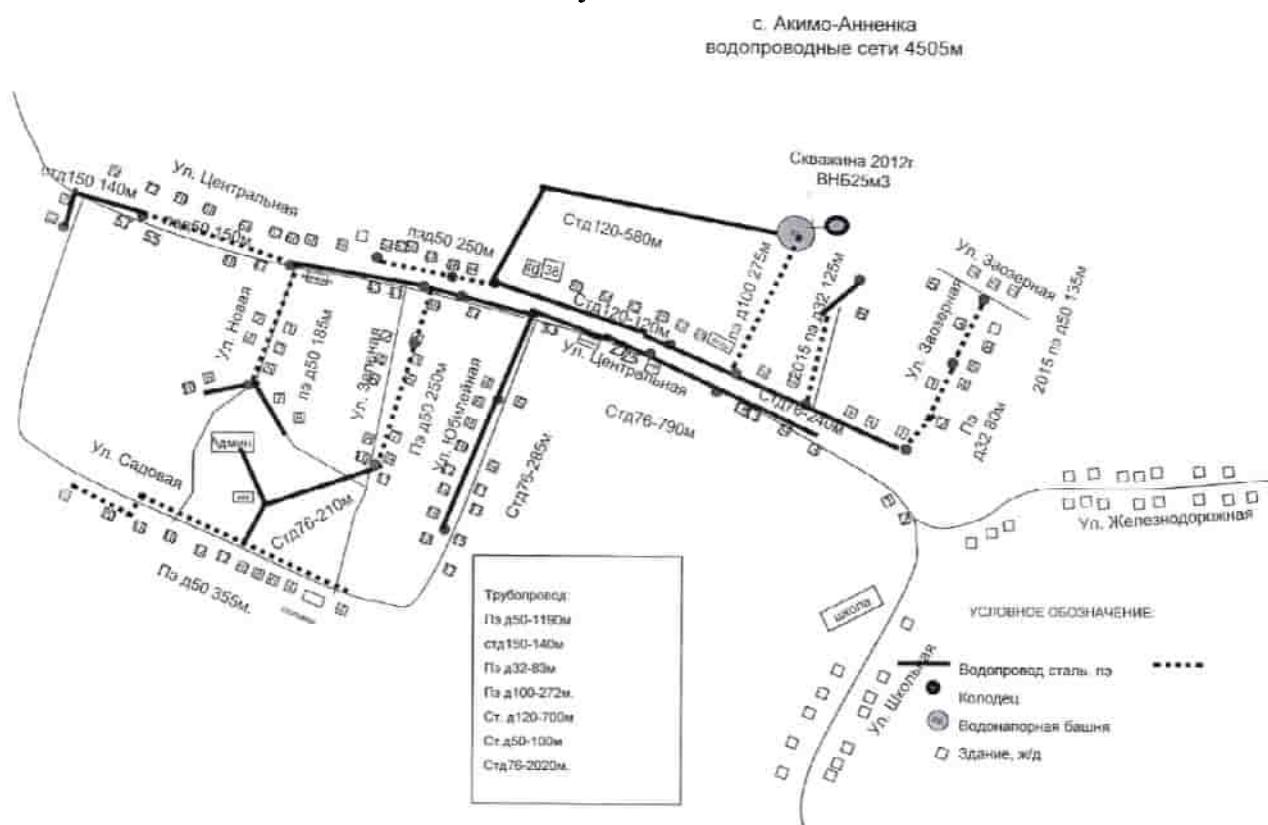 с. Акимо-Анненка
водопроводные сети 4505м
Скважина 2012г
ВНБ25м3
стд150 140м
Ул. Центральная
пэд50 150м
пэд50 250м
Стд120-580м
38
Стд120-120м
пэ д100 275м
2015 пэ д32 125м
Ул. Заозерная
Ул. Заозерная
2015 пэ д50 135м
Пэ
д32 80м
Ул. Новая
пэ д50 185м
Пэ д50 250м
Ул. Юбилейная
Ул. Центральная
Стд76-790м
Стд76-240м
Стд76-285м
Админ
Ул. Садовая
Стд76-210м
Пэ д50 355м.
Ул. Железнодорожная
школа
Ул. Школьная
Трубопровод:
Пэ д50-1190м
стд150-140м
Пэ д32-83м
Пэ д100-272м.
Ст. д120-700м
Ст.д50-100м
Стд76-2020м.
УСЛОВНОЕ ОБОЗНАЧЕНИЕ:
Водопровод сталь. пэ
Колодец
Водонапорная башня
Здание, ж/д